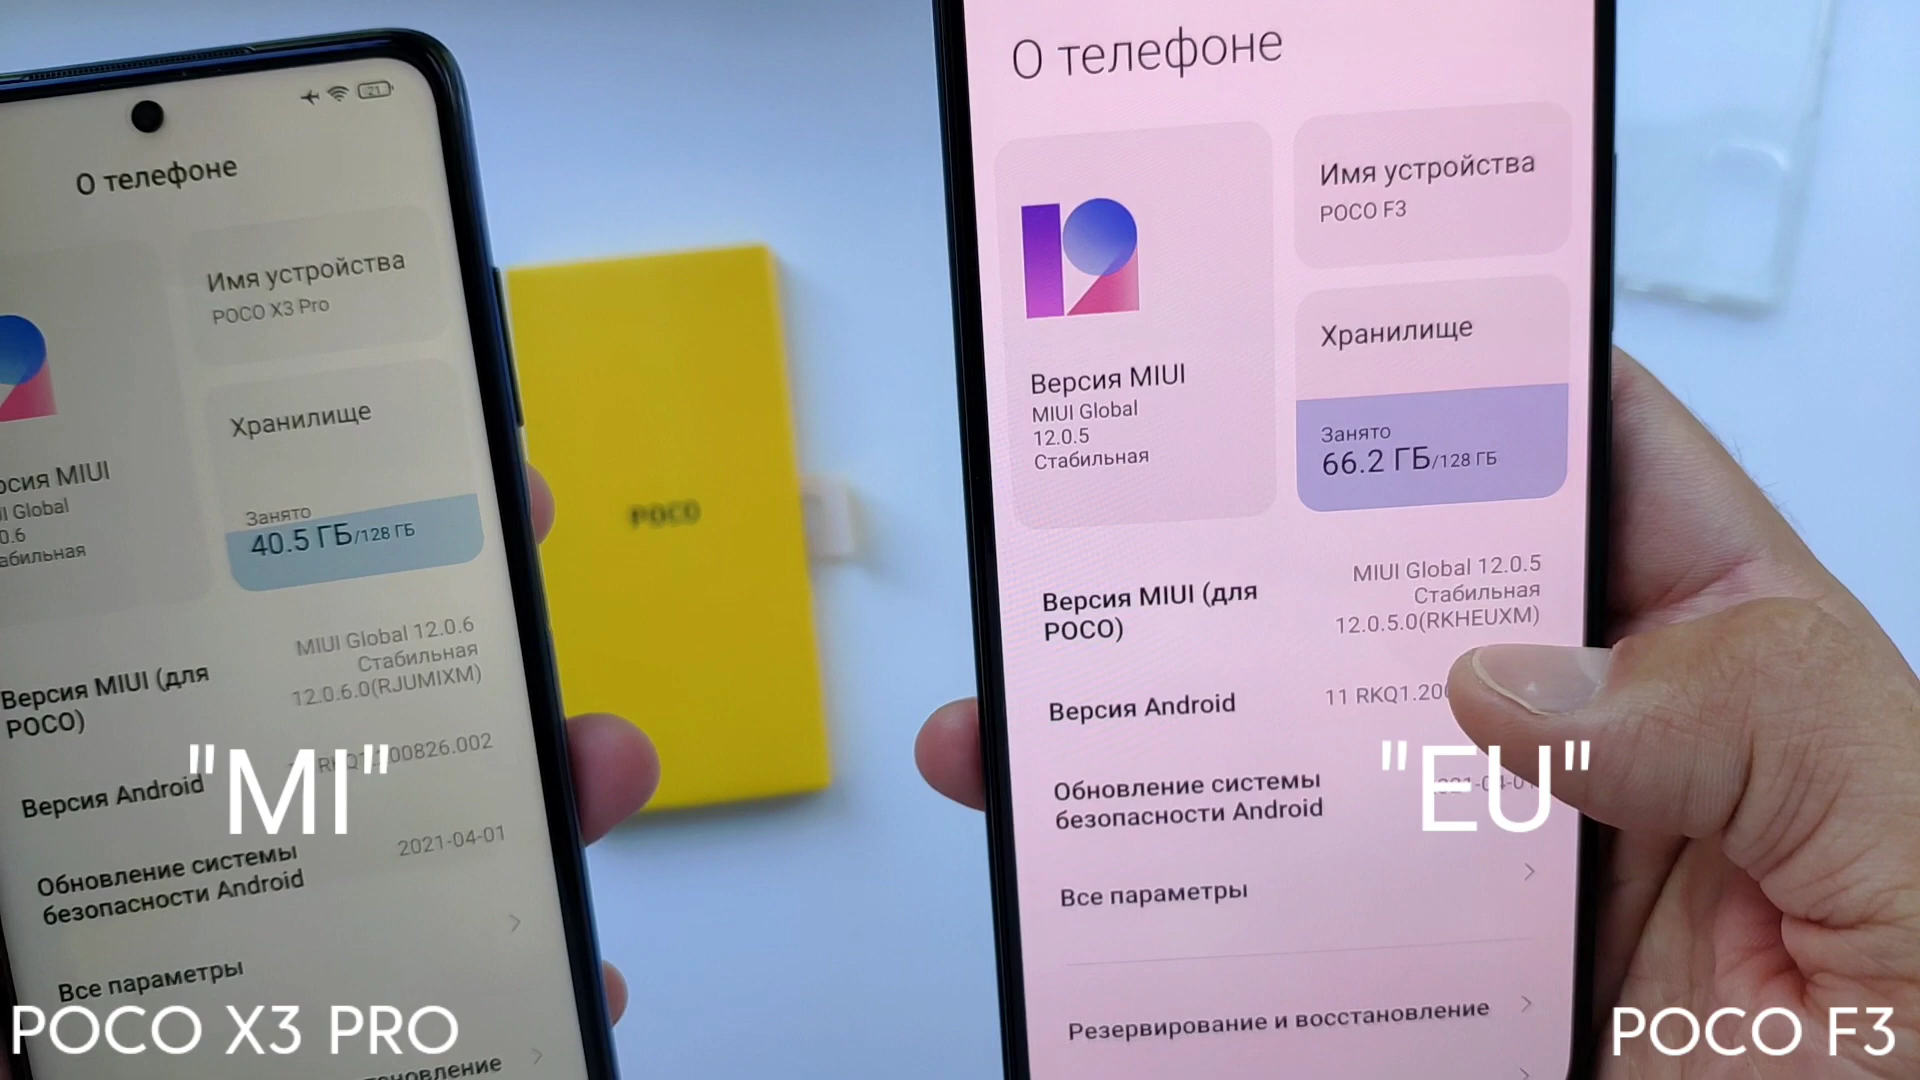 21
О телефоне
Имя устройства
POCO X3 Pro
Хранилище
Занято
40.5 ГБ/128 ГБ
MIUI
Global
Версия MIUI (для
POCO)
MIUI Global 12.0.6
Стабильная
12.0.6.0(RJUMIXM)
Версия Android
"MI"
Обновление системы
безопасности Android
2021-04-01
Все параметры
POCO X3 PRO
POCO
О телефоне
Версия MIUI
MIUI Global
12.0.5
Стабильная
Имя устройства
POCO F3
Хранилище
Занято
66.2 ГБ/128 ГБ
Версия MIUI (для
POCO)
MIUI Global 12.0.5
Стабильная
12.0.5.0(RKHEUXM)
Версия Android
11
Обновление системы
безопасности Android
"EU"
Все параметры
Резервирование и восстановление
POCO F3